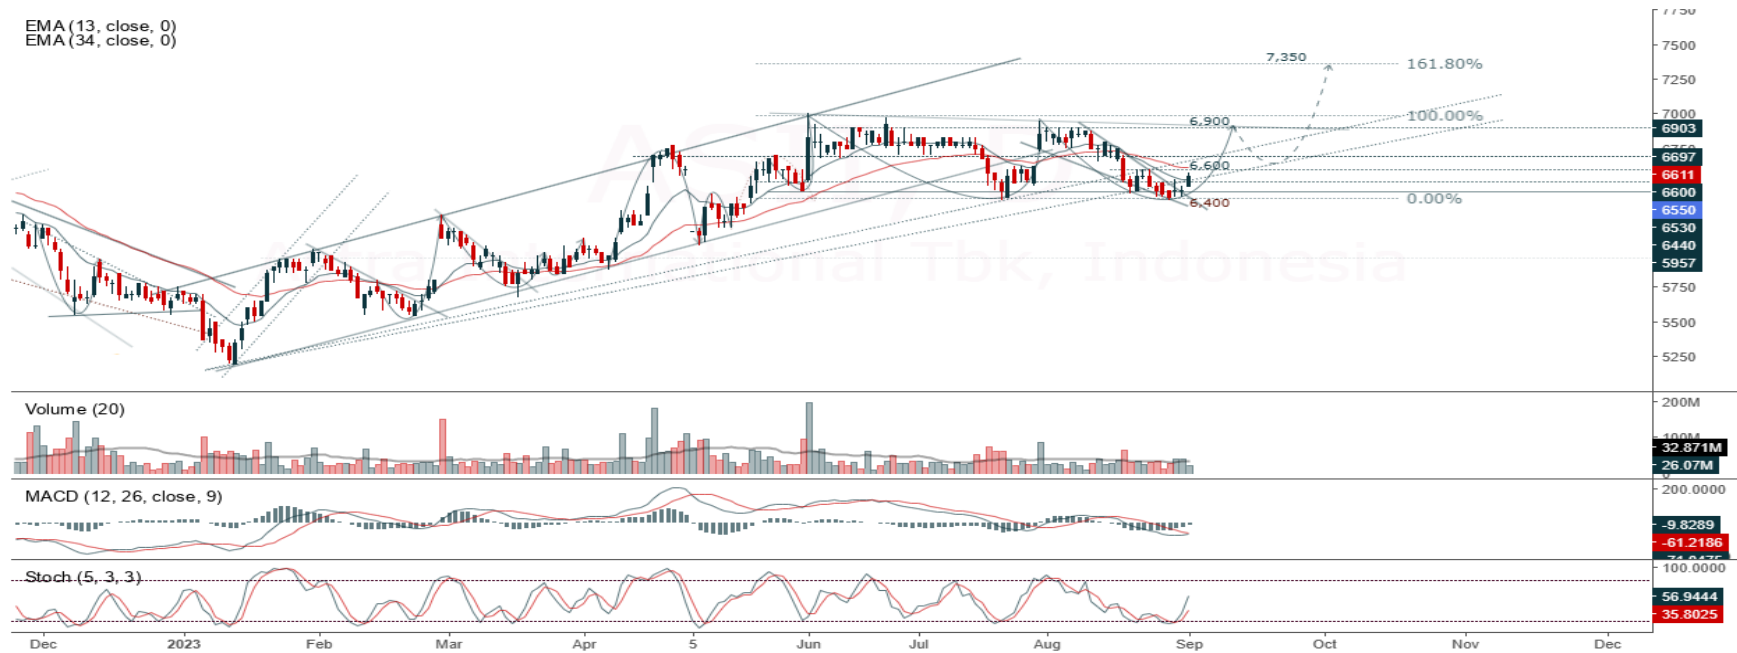 7750
EMA (13, close, 0)
EMA (34, close, 0)
7500
7,350
161.80%
7250
7000
6,900
100.00%
6903
6697
6,600
6611
6600
6,400
0.00%
6550
6530
6440
5957
Indonesia
5750
5500
5250
Volume (20)
200M
32.871M
26.07M
0
MACD (12, 26, close, 9)
200.0000
-9.8289
-61.2186
Stoch (5, 3, 3)
100.0000
56.9444
35.8025
Dec 2023 Feb Mar Apr 5 Jun Jul Aug Sep Oct Nov Dec